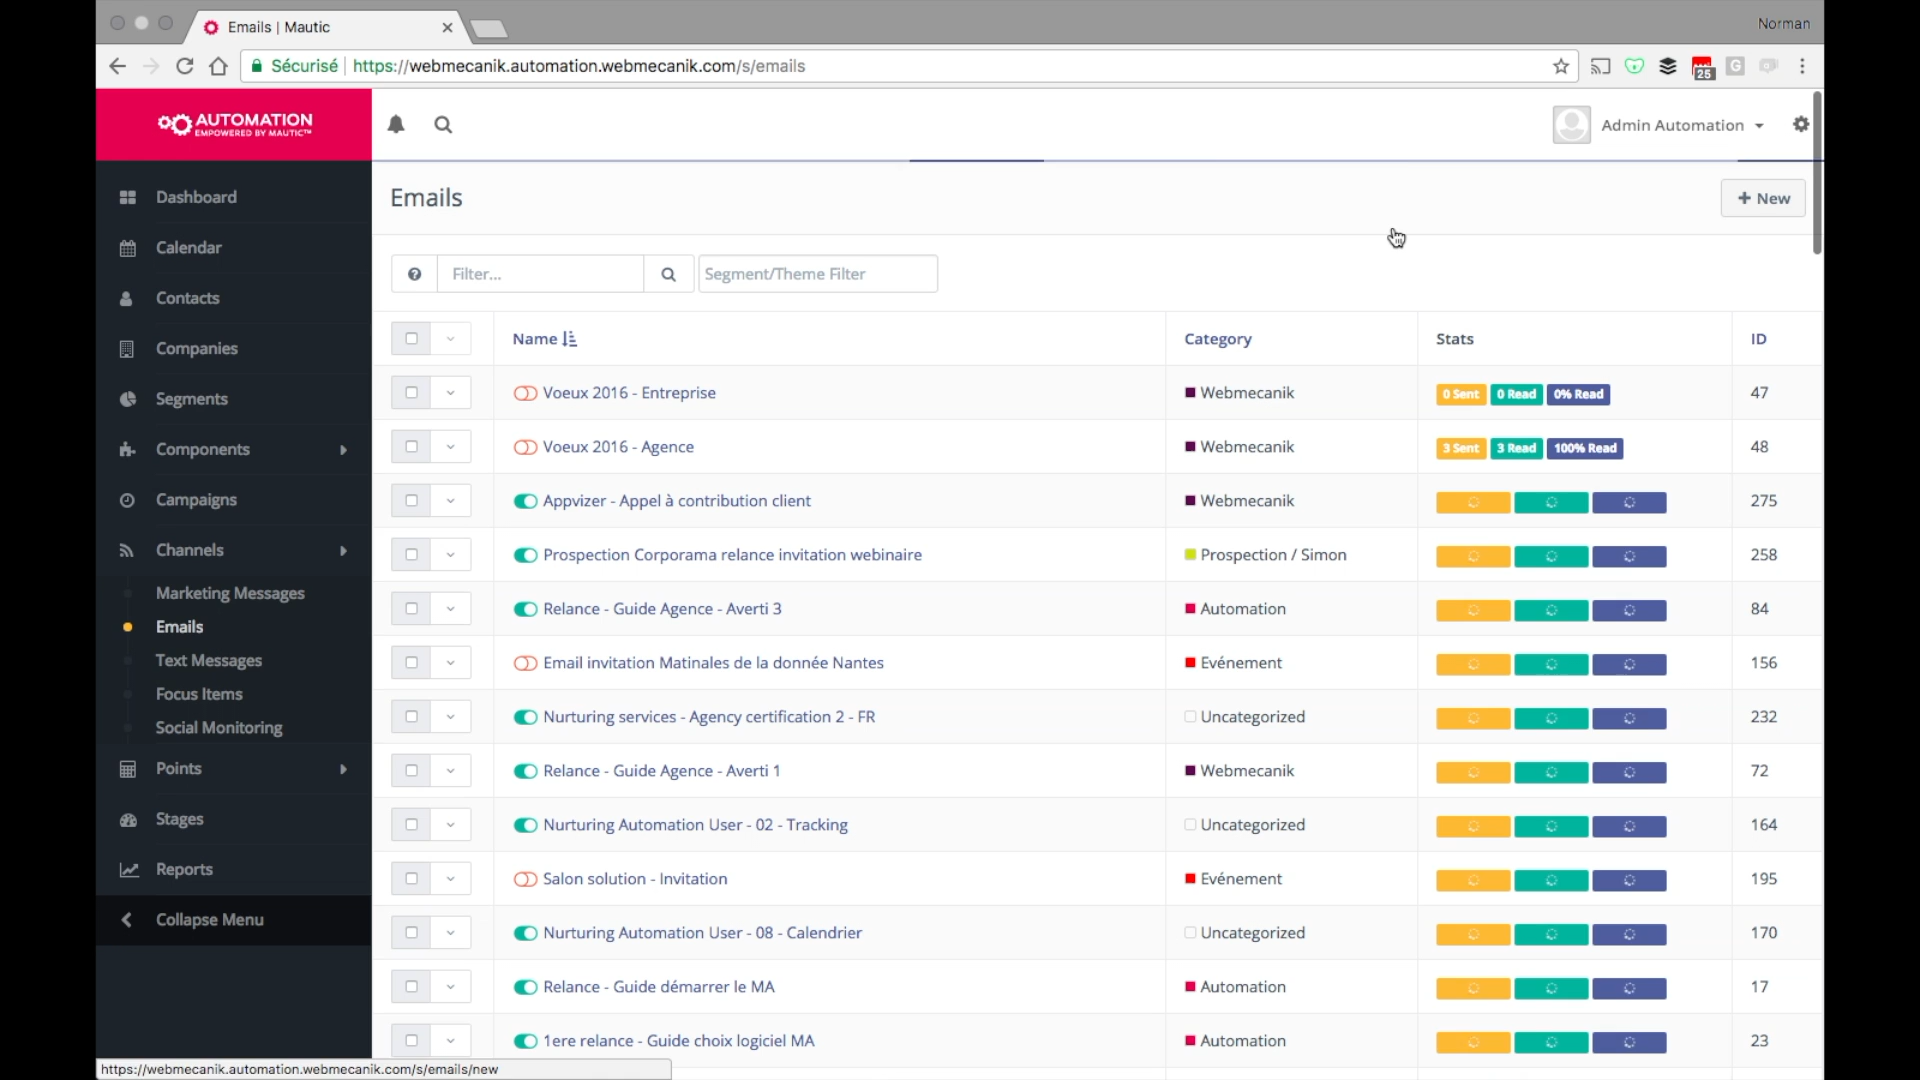 Emails | Mautic
Norman
Sécurisé https://webmecanik.automation.webmecanik.com/s/emails
25
G
AUTOMATION
EMPOWERED BY MAUTIC™
Admin Automation
Dashboard
Calendar
Contacts
Companies
Segments
Components
Campaigns
Channels
Marketing Messages
Emails
Text Messages
Focus Items
Social Monitoring
Points
Stages
Reports
Collapse Menu
Emails
+ New
? Filter... Segment/Theme Filter
Name Category Stats ID
Voeux 2016 - Entreprise Webmecanik 0 Sent 0 Read 0% Read 47
Voeux 2016 - Agence Webmecanik 3 Sent 3 Read 100% Read 48
Appvizer - Appel à contribution client Webmecanik 275
Prospection Corporama relance invitation webinaire Prospection / Simon 258
Relance - Guide Agence - Averti 3 Automation 84
Email invitation Matinales de la donnée Nantes Evénement 156
Nurturing services - Agency certification 2 - FR Uncategorized 232
Relance - Guide Agence - Averti 1 Webmecanik 72
Nurturing Automation User - 02 - Tracking Uncategorized 164
Salon solution - Invitation Evénement 195
Nurturing Automation User - 08 - Calendrier Uncategorized 170
Relance - Guide démarrer le MA Automation 17
1ere relance - Guide choix logiciel MA Automation 23
https://webmecanik.automation.webmecanik.com/s/emails/new